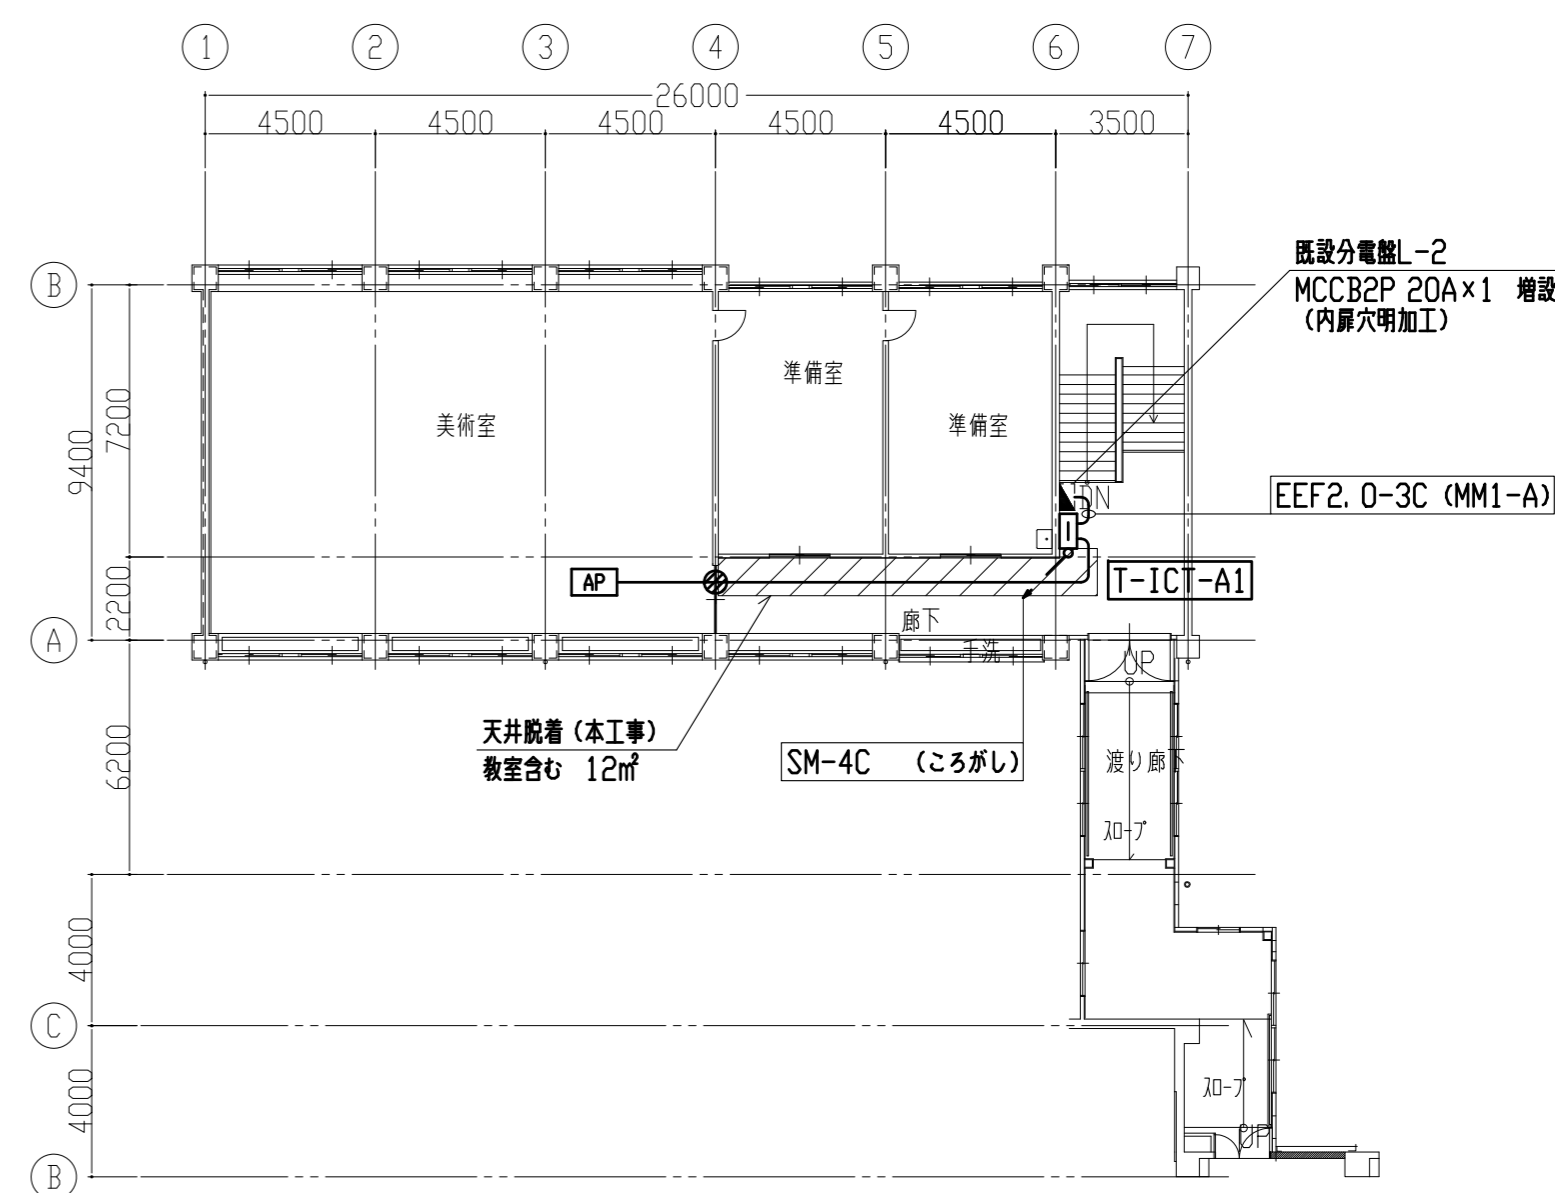 1 2 3 4 5 6 7
26000
4500 4500 4500 4500 4500 3500
B
既設分電盤L-2
MCCB2P 20A×1 増設
(内扉穴明加工)
準備室
美術室
準備室
7200
9400
DN
EEF2.0-3C (MM1-A)
AP
T-ICT-A1
2200
廊下
A
手洗
UP
天井脱着(本工事)
教室含む 12㎡
SM-4C (ころがし)
渡り廊下
6200
スロープ
4000
C
スロープ
4000
UP
B